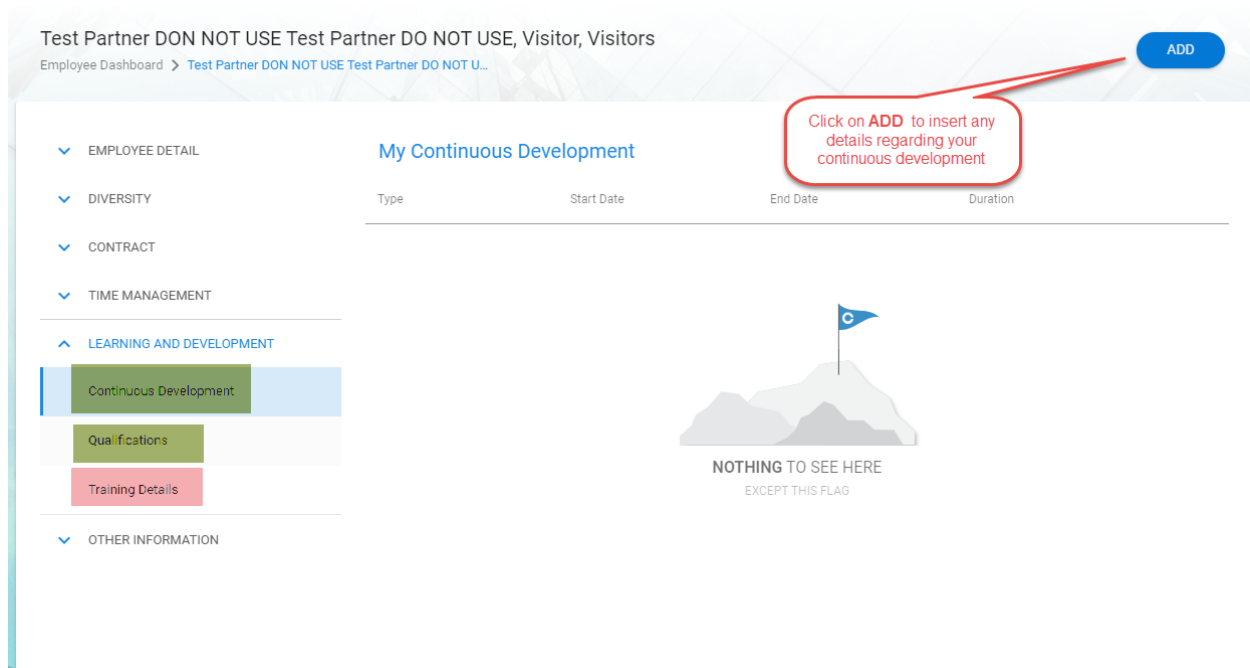 Test Partner DON NOT USE Test Partner DO NOT USE, Visitor, Visitors
Employee Dashboard > Test Partner DON NOT USE Test Partner DO NOT U...
ADD
Click on ADD to insert any
details regarding your
continuous development
EMPLOYEE DETAIL
DIVERSITY
CONTRACT
TIME MANAGEMENT
LEARNING AND DEVELOPMENT
Continuous Development
Qualifications
Training Details
OTHER INFORMATION
My Continuous Development
Type Start Date End Date Duration
C
NOTHING TO SEE HERE
EXCEPT THIS FLAG